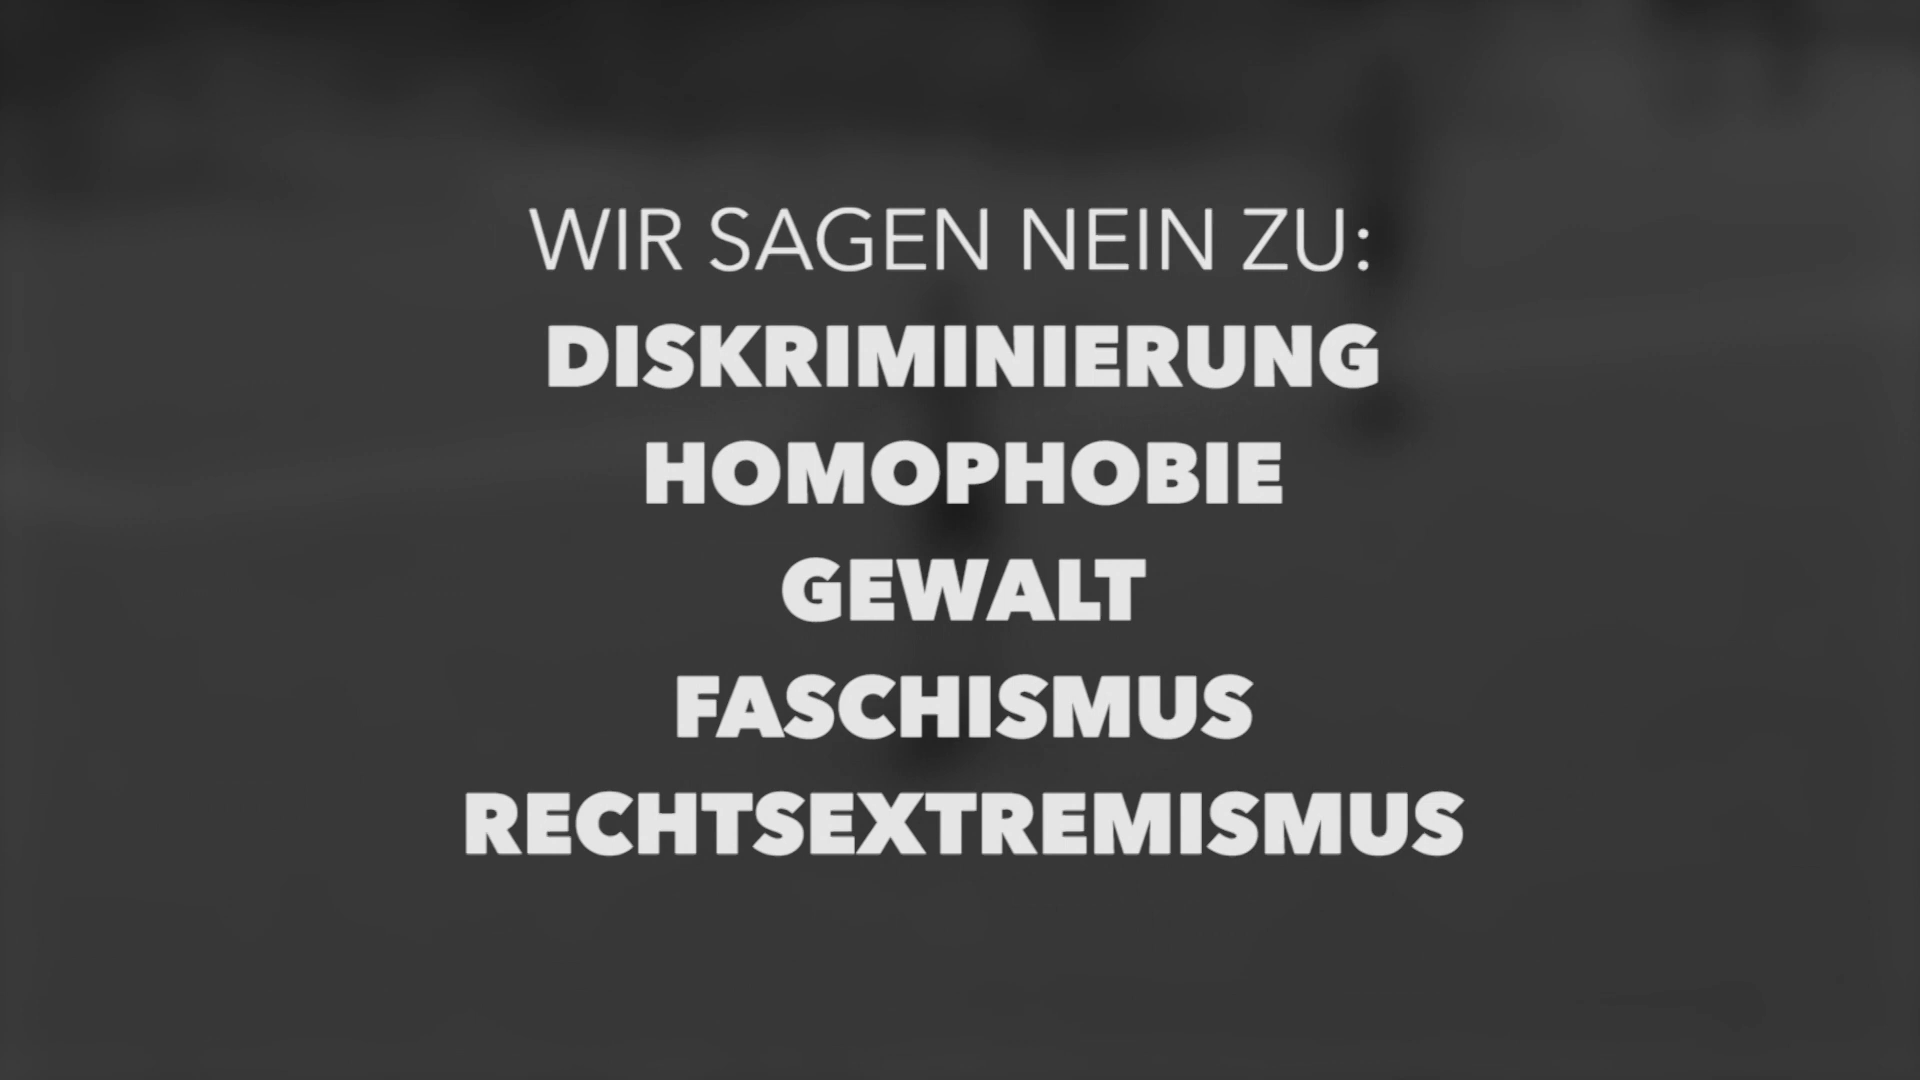 WIR SAGEN NEIN ZU:
DISKRIMINIERUNG
HOMOPHOBIE
GEWALT
FASCHISMUS
RECHTSEXTREMISMUS